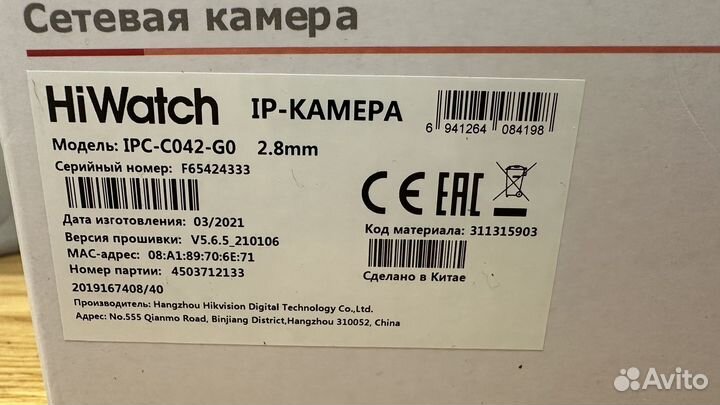 Сетевая камера
HiWatch IP-КАМЕРА
6 941264 084198
Модель: IPC-C042-G0 2.8mm
Серийный номер: F65424333
CE EAC
Дата изготовления: 03/2021
Код материала: 311315903
Версия прошивки: V5.6.5_210106
MAC-адрес: 08:A1:89:70:6E:71
Номер партии: 4503712133
Сделано в Китае
2019167408/40
Производитель: Hangzhou Hikvision Digital Technology Co.,Ltd.
Адрес: No.555 Qianmo Road, Binjiang District,Hangzhou 310052, China
Avito